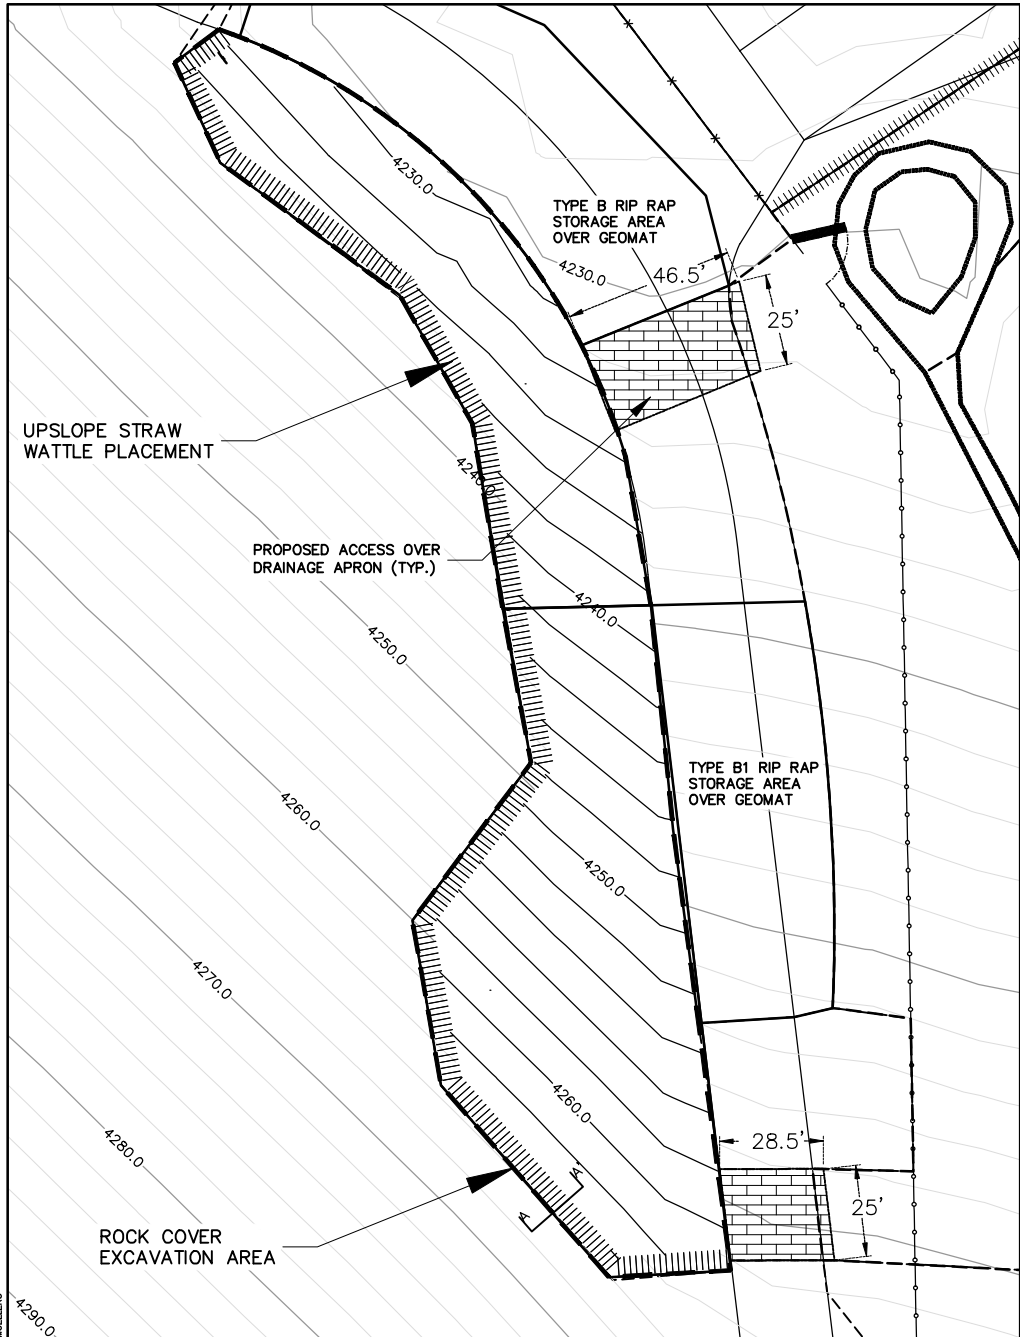 4230.0
TYPE B RIP RAP
STORAGE AREA
OVER GEOMAT
4230.0
46.5'
25'
UPSLOPE STRAW
WATTLE PLACEMENT
4240.0
PROPOSED ACCESS OVER
DRAINAGE APRON (TYP.)
4240.0
4250.0
TYPE B1 RIP RAP
STORAGE AREA
OVER GEOMAT
4260.0
4250.0
4270.0
4260.0
4280.0
28.5'
A'
A
25'
ROCK COVER
EXCAVATION AREA
4290.0